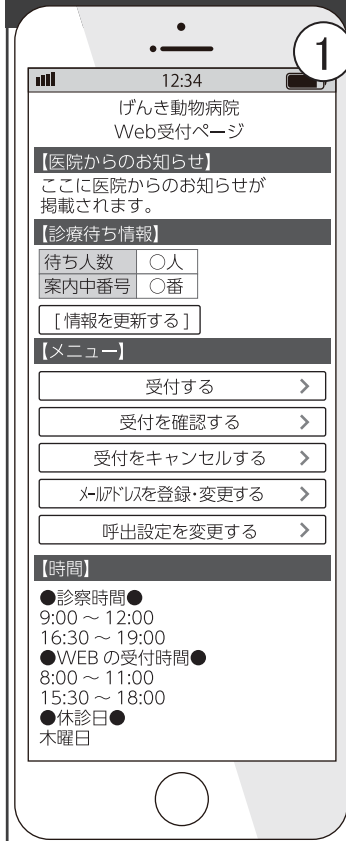 1
12:34
げんき動物病院
Web受付ページ
【医院からのお知らせ】
ここに医院からのお知らせが
掲載されます。
【診療待ち情報】
待ち人数 ○人
案内中番号 ○番
[情報を更新する]
【メニュー】
受付する
受付を確認する
受付をキャンセルする
メールアドレスを登録・変更する
呼出設定を変更する
【時間】
●診察時間●
9:00 ~ 12:00
16:30 ~ 19:00
●WEB の受付時間●
8:00 ~ 11:00
15:30 ~ 18:00
●休診日●
木曜日